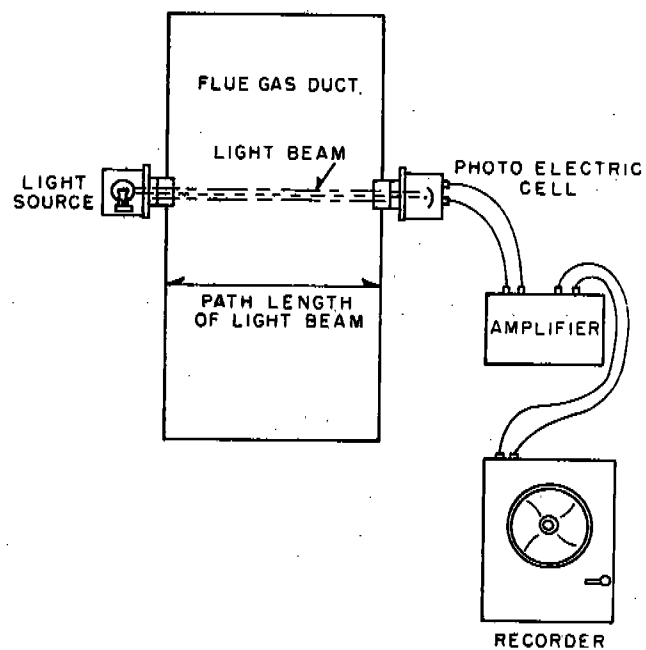 FLUE GAS DUCT.
LIGHT BEAM
LIGHT
SOURCE
PHOTO ELECTRIC
CELL
PATH LENGTH
OF LIGHT BEAM
AMPLIFIER
RECORDER